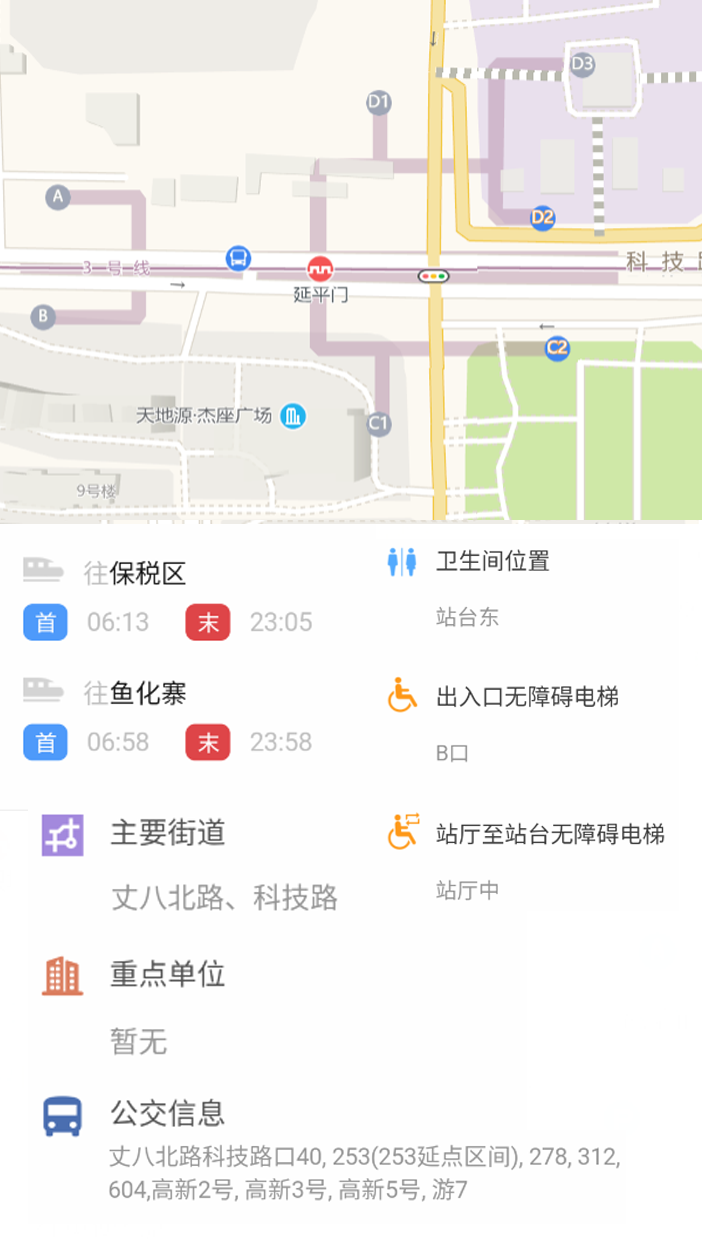 D3
D1
A
D2
3号线
科技路
延平门
B
C2
天地源·杰座广场
C1
9号楼
往保税区
首 06:13 末 23:05
往鱼化寨
首 06:58 末 23:58
卫生间位置
站台东
出入口无障碍电梯
B口
站厅至站台无障碍电梯
站厅中
主要街道
丈八北路、科技路
重点单位
暂无
公交信息
丈八北路科技路口40, 253(253延点区间), 278, 312,
604,高新2号, 高新3号, 高新5号, 游7